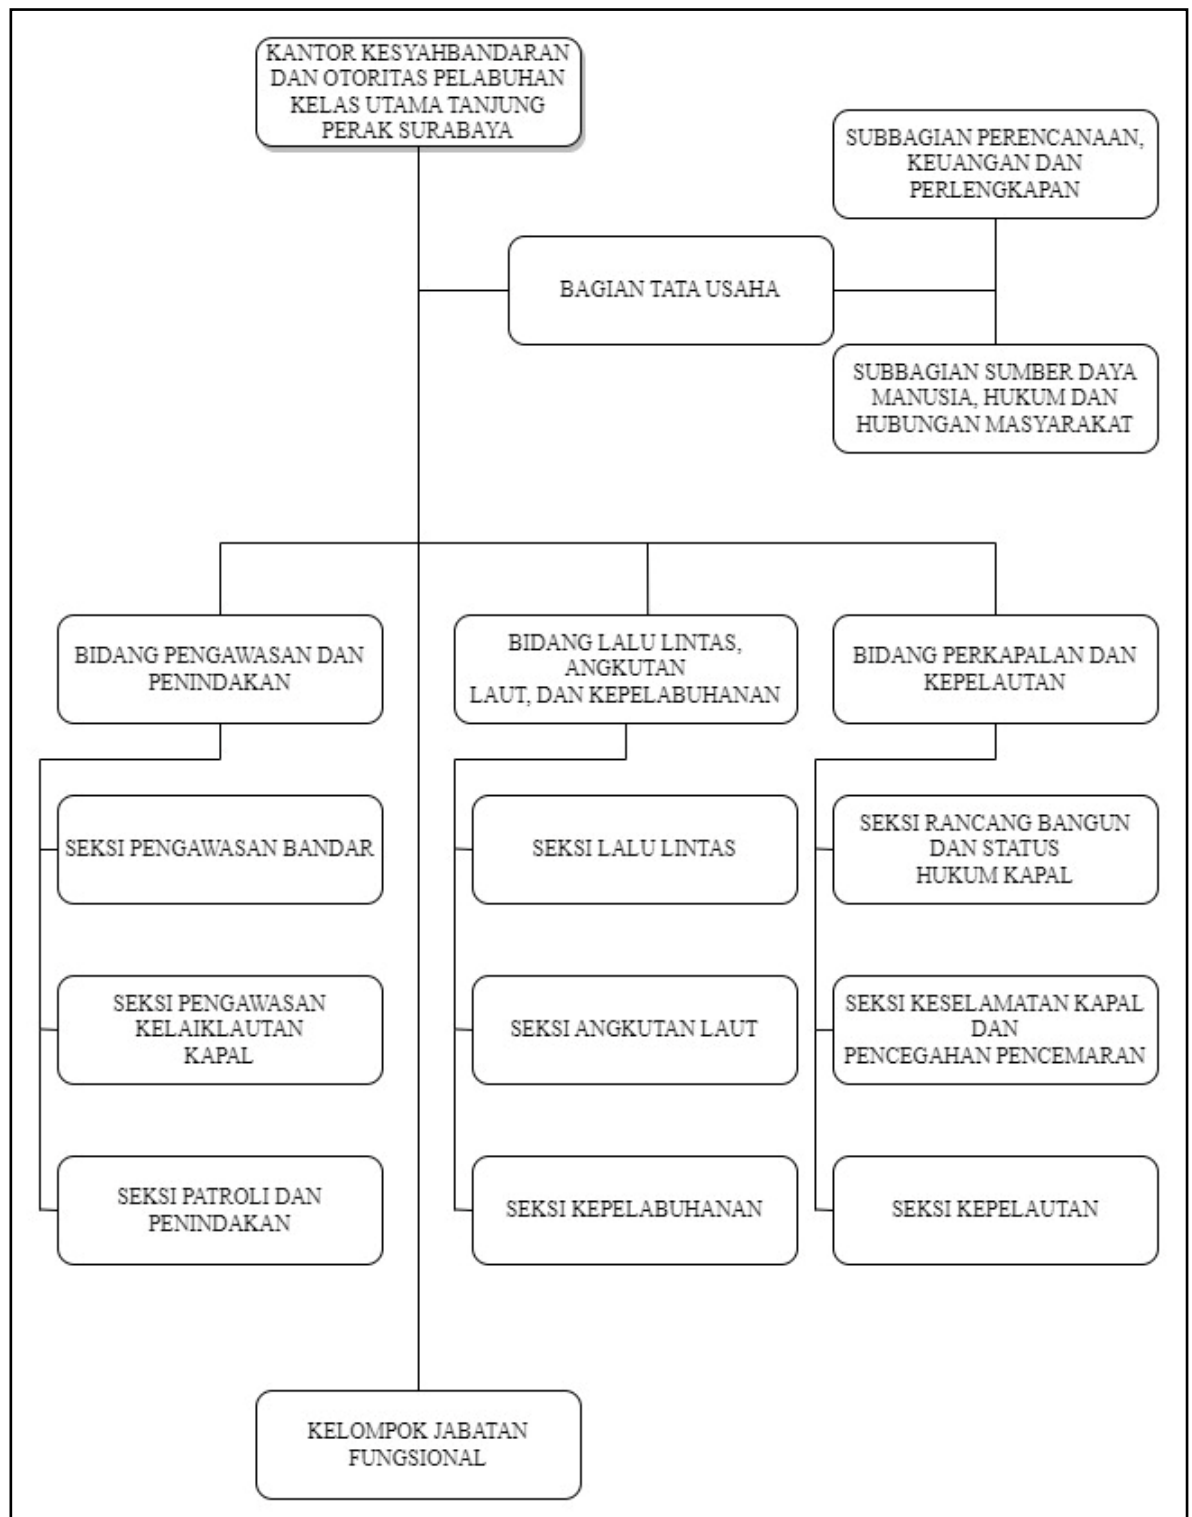 KANTOR KESYAHBANDARAN
DAN OTORITAS PELABUHAN
KELAS UTAMA TANJUNG
PERAK SURABAYA
SUBBAGIAN PERENCANAAN,
KEUANGAN DAN
PERLENGKAPAN
BAGIAN TATA USAHA
SUBBAGIAN SUMBER DAYA
MANUSIA, HUKUM DAN
HUBUNGAN MASYARAKAT
BIDANG PENGAWASAN DAN
PENINDAKAN
BIDANG LALU LINTAS,
ANGKUTAN
LAUT, DAN KEPELABUHANAN
BIDANG PERKAPALAN DAN
KEPELAUTAN
SEKSI PENGAWASAN BANDAR
SEKSI LALU LINTAS
SEKSI RANCANG BANGUN
DAN STATUS
HUKUM KAPAL
SEKSI PENGAWASAN
KELAIKLAUTAN
KAPAL
SEKSI ANGKUTAN LAUT
SEKSI KESELAMATAN KAPAL
DAN
PENCEGAHAN PENCEMARAN
SEKSI PATROLI DAN
PENINDAKAN
SEKSI KEPELABUHANAN
SEKSI KEPELAUTAN
KELOMPOK JABATAN
FUNGSIONAL